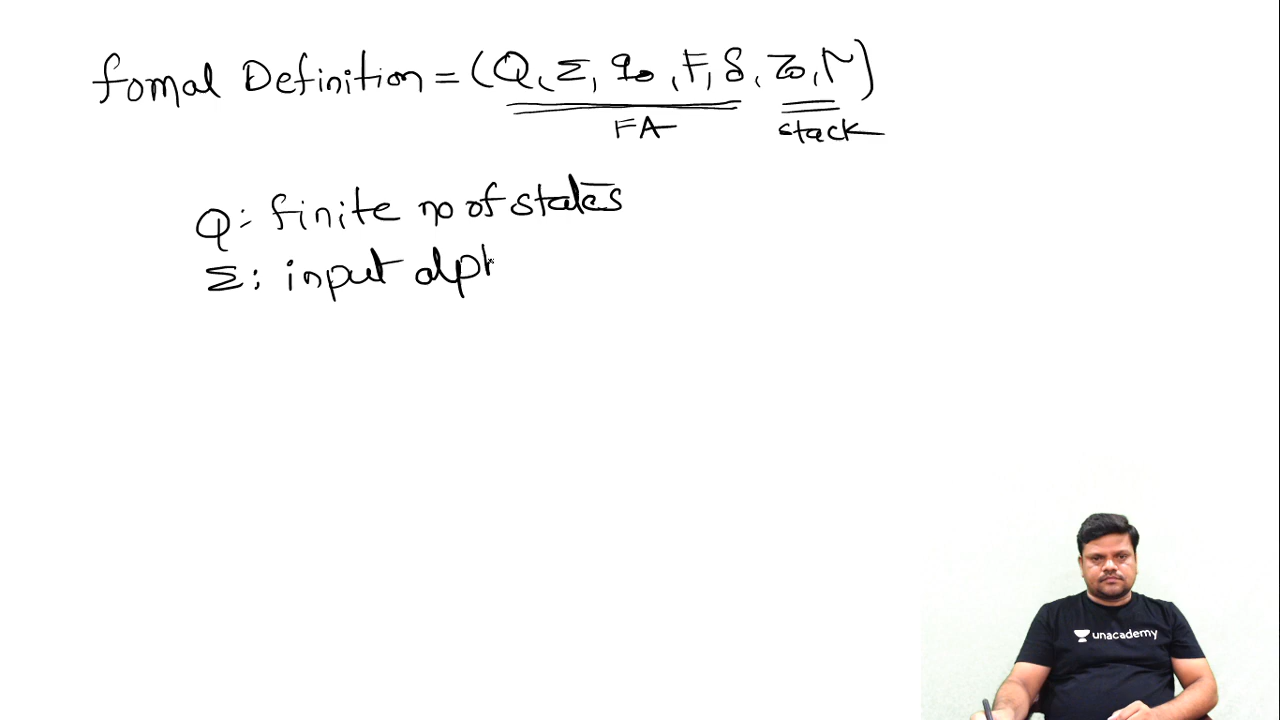 fomal Definition = (Q, Σ, q₀, F, δ, Z₀, Γ)
FA stack
Q: finite no of states
Σ: input alph
unacademy